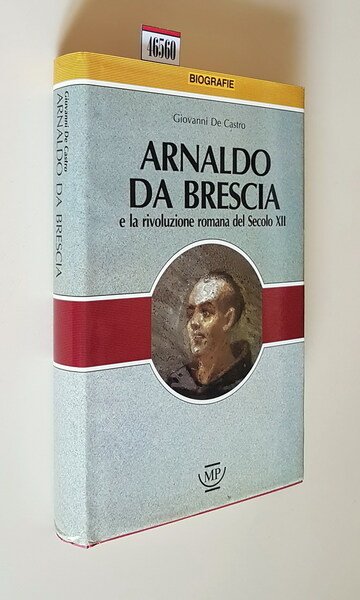 46560
BIOGRAFIE
Giovanni De Castro
ARNALDO
DA BRESCIA
e la rivoluzione romana del Secolo XII
MP
Giovanni De Castro
ARNALDO DA BRESCIA